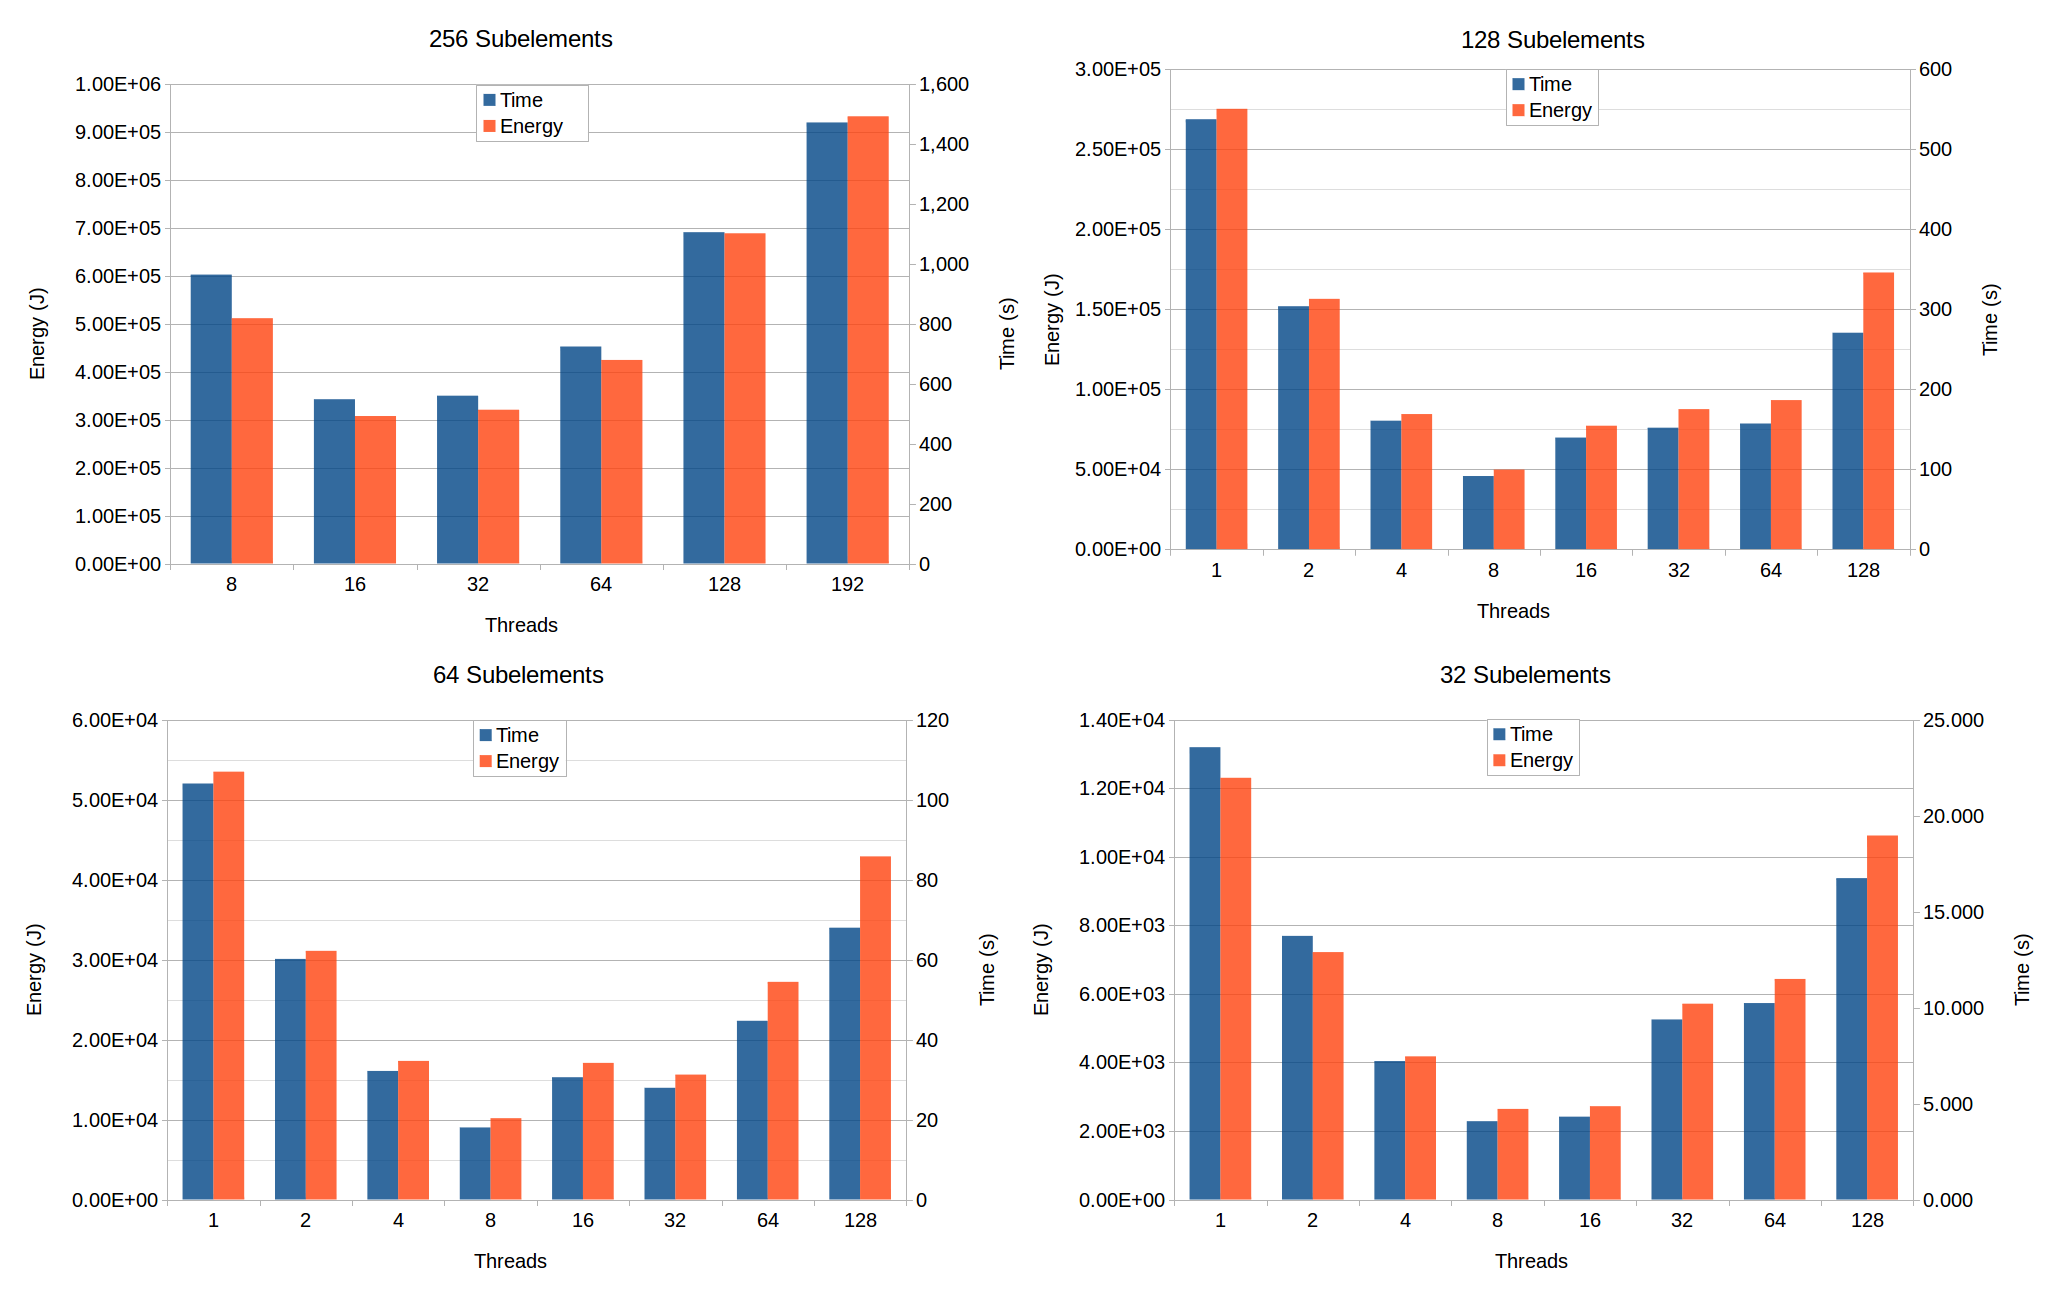 256 Subelements
1.00E+06
9.00E+05
8.00E+05
7.00E+05
6.00E+05
5.00E+05
4.00E+05
3.00E+05
2.00E+05
1.00E+05
0.00E+00
Energy (J)
Time
Energy
1,600
1,400
1,200
1,000
800
600
400
200
0
Time (s)
8 16 32 64 128 192
Threads
128 Subelements
3.00E+05
2.50E+05
2.00E+05
1.50E+05
1.00E+05
5.00E+04
0.00E+00
Energy (J)
Time
Energy
600
500
400
300
200
100
0
Time (s)
1 2 4 8 16 32 64 128
Threads
64 Subelements
6.00E+04
5.00E+04
4.00E+04
3.00E+04
2.00E+04
1.00E+04
0.00E+00
Energy (J)
Time
Energy
120
100
80
60
40
20
0
Time (s)
1 2 4 8 16 32 64 128
Threads
32 Subelements
1.40E+04
1.20E+04
1.00E+04
8.00E+03
6.00E+03
4.00E+03
2.00E+03
0.00E+00
Energy (J)
Time
Energy
25.000
20.000
15.000
10.000
5.000
0.000
Time (s)
1 2 4 8 16 32 64 128
Threads